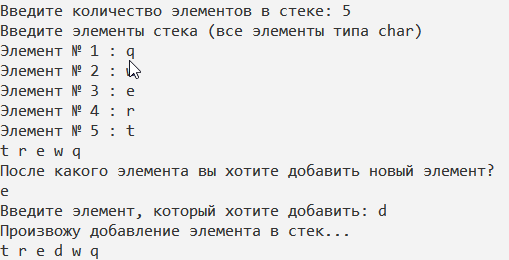 Введите количество элементов в стеке: 5
Введите элементы стека (все элементы типа char)
Элемент № 1 : q
Элемент № 2 :
Элемент № 3 : e
Элемент № 4 : r
Элемент № 5 : t
t r e w q
После какого элемента вы хотите добавить новый элемент?
e
Введите элемент, который хотите добавить: d
Произвожу добавление элемента в стек...
t r e d w q